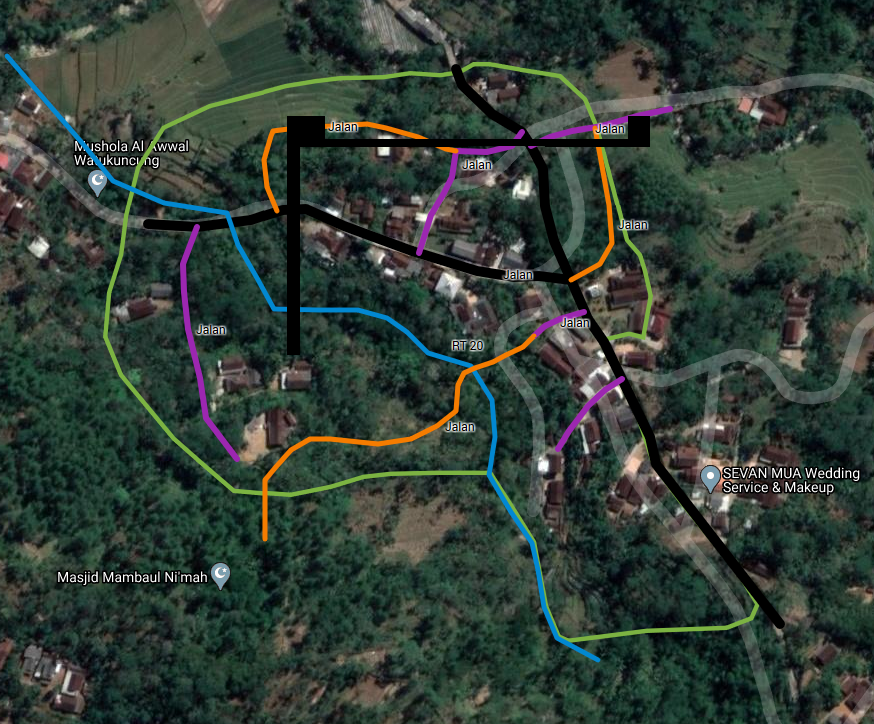 Jalan
Jalan
Mushola Al Awwal
Watukuncung
Jalan
Jalan
Jalan
Jalan
Jalan
RT 20
Jalan
SEVAN MUA Wedding
Service & Makeup
Masjid Mambaul Ni'mah